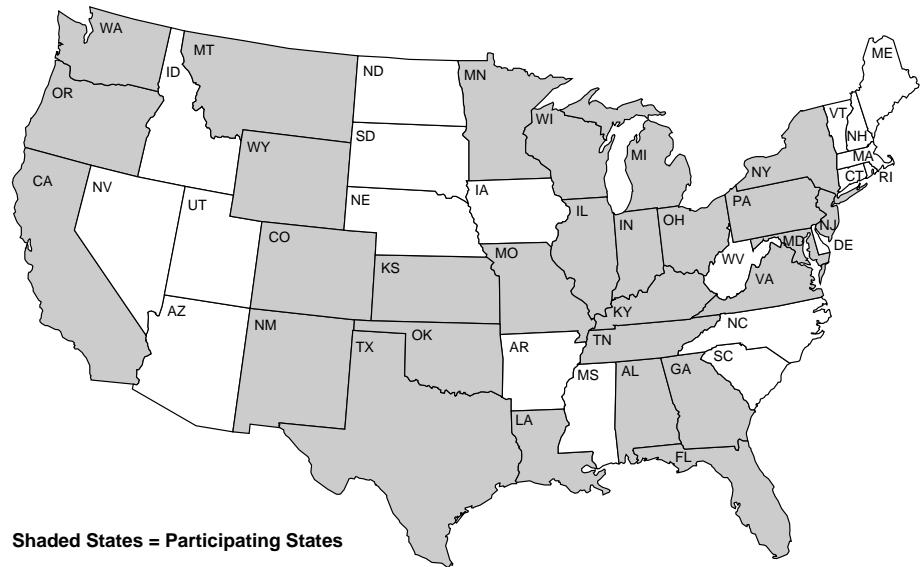 WA
ME
MT
ID
ND
MN
OR
VT
WI
SD
NH
WY
MI
MA
NY
CT
RI
CA
NV
IA
UT
NE
PA
IL
IN
OH
NJ
CO
MD
DE
MO
WV
KS
VA
AZ
KY
NM
NC
OK
TN
TX
AR
SC
MS
AL
GA
LA
FL
Shaded States = Participating States